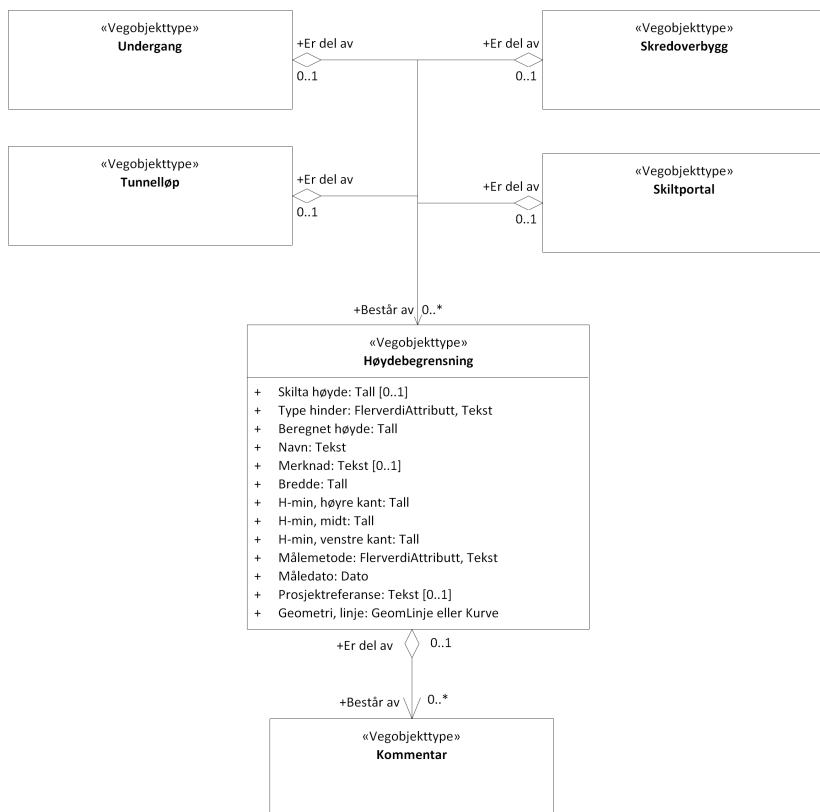 «Vegobjekttype»
Undergang
+Er del av
0..1
«Vegobjekttype»
Skredoverbygg
+Er del av
0..1
«Vegobjekttype»
Tunnelløp
+Er del av
0..1
«Vegobjekttype»
Skiltportal
+Er del av
0..1
+Består av 0..*
«Vegobjekttype»
Høydebegrensning
+ Skilta høyde: Tall [0..1]
+ Type hinder: FlerverdiAttributt, Tekst
+ Beregnet høyde: Tall
+ Navn: Tekst
+ Merknad: Tekst [0..1]
+ Bredde: Tall
+ H-min, høyre kant: Tall
+ H-min, midt: Tall
+ H-min, venstre kant: Tall
+ Målemetode: FlerverdiAttributt, Tekst
+ Måledato: Dato
+ Prosjektreferanse: Tekst [0..1]
+ Geometri, linje: GeomLinje eller Kurve
+Er del av 0..1
+Består av 0..*
«Vegobjekttype»
Kommentar